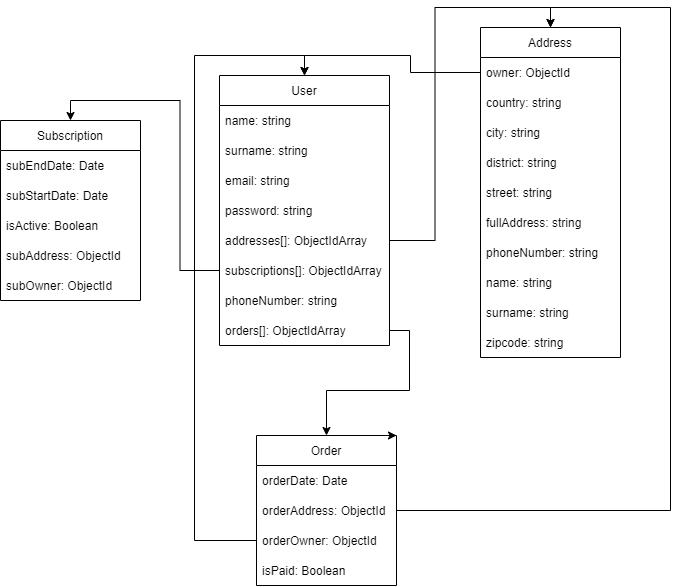 Subscription
subEndDate: Date
subStartDate: Date
isActive: Boolean
subAddress: ObjectId
subOwner: ObjectId
User
name: string
surname: string
email: string
password: string
addresses[]: ObjectIdArray
subscriptions[]: ObjectIdArray
phoneNumber: string
orders[]: ObjectIdArray
Address
owner: ObjectId
country: string
city: string
district: string
street: string
fullAddress: string
phoneNumber: string
name: string
surname: string
zipcode: string
Order
orderDate: Date
orderAddress: ObjectId
orderOwner: ObjectId
isPaid: Boolean